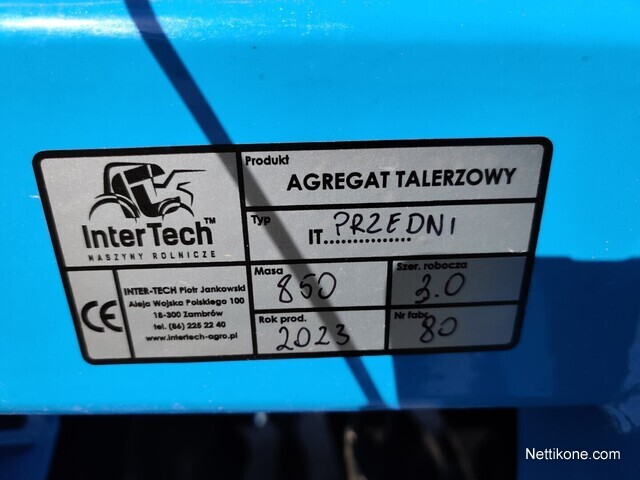 InterTech™
MASZYNY ROLNICZE
Produkt
AGREGAT TALERZOWY
Typ
IT...............PRZEDNI
CE
INTER-TECH Piotr Jankowski
Aleja Wojska Polskiego 100
18-300 Zambrów
tel. (86) 225 22 40
www.intertech-agro.pl
Masa
850
Szer. robocza
3.0
Rok prod.
2023
Nr fabr.
80
Nettikone.com